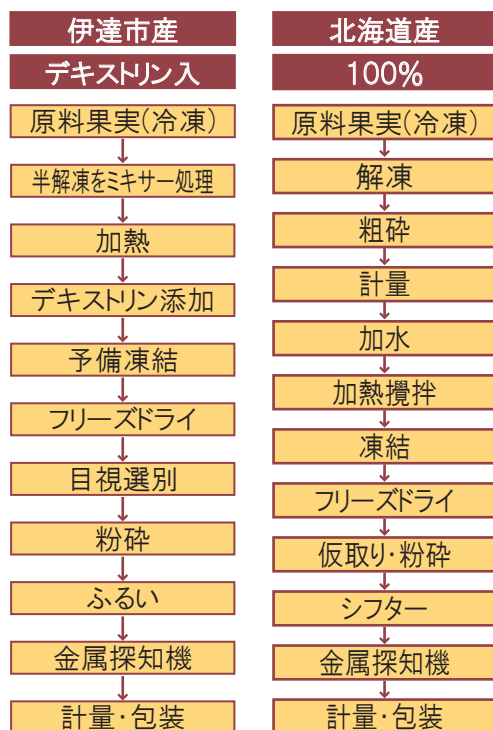 伊達市産
デキストリン入
原料果実(冷凍)
半解凍をミキサー処理
加熱
デキストリン添加
予備凍結
フリーズドライ
目視選別
粉砕
ふるい
金属探知機
計量・包装
北海道産
100%
原料果実(冷凍)
解凍
粗砕
計量
加水
加熱攪拌
凍結
フリーズドライ
仮取り・粉砕
シフター
金属探知機
計量・包装